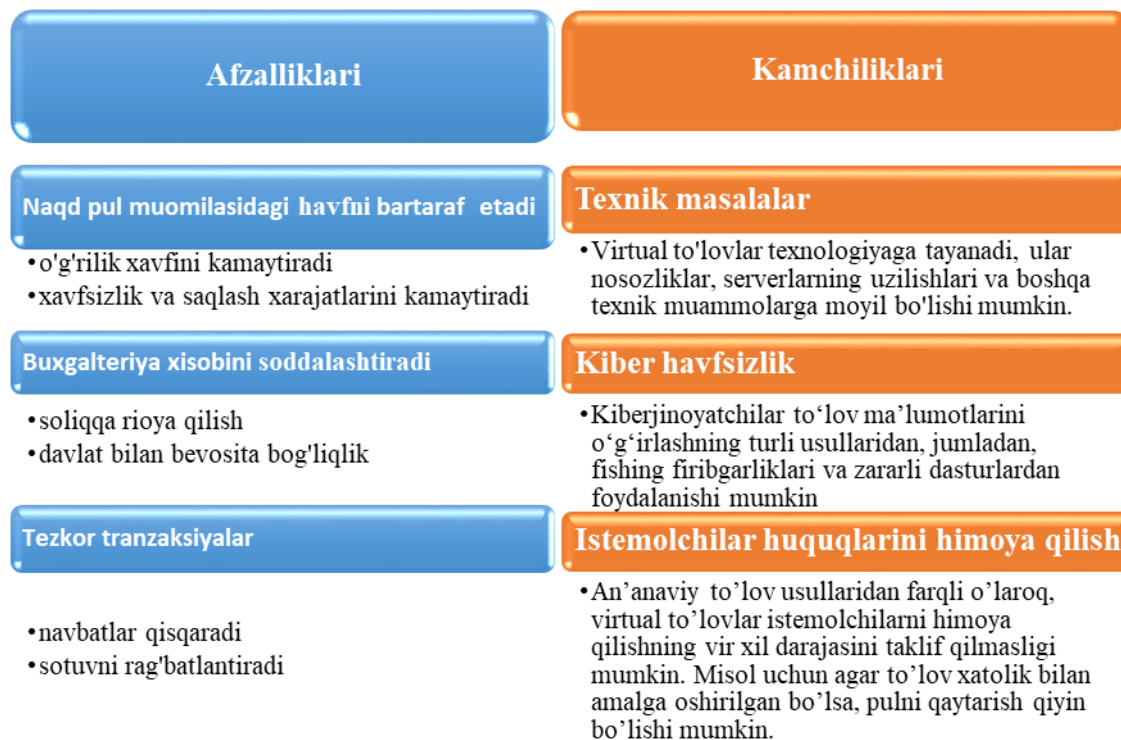 Afzalliklari
Naqd pul muomilasidagi havfni bartaraf etadi
•o'g'rilik xavfini kamaytiradi
•xavfsizlik va saqlash xarajatlarini kamaytiradi
Buxgalteriya xisobini soddalashtiradi
•soliqqa rioya qilish
•davlat bilan bevosita bog'liqlik
Tezkor tranzaksiyalar
•navbatlar qisqaradi
•sotuvni rag'batlantiradi
Kamchiliklari
Texnik masalalar
•Virtual to'lovlar texnologiyaga tayanadi, ular
nosozliklar, serverlarning uzilishlari va boshqa
texnik muammolarga moyil bo'lishi mumkin.
Kiber havfsizlik
•Kiberjinoyatchilar to‘lov ma’lumotlarini
o‘g‘irlashning turli usullaridan, jumladan,
fishing firibgarliklari va zararli dasturlardan
foydalanishi mumkin
Istemolchilar huquqlarini himoya qilish
•An’anaviy to’lov usullaridan farqli o’laroq,
virtual to’lovlar istemolchilarni himoya
qilishning vir xil darajasini taklif qilmasligi
mumkin. Misol uchun agar to’lov xatolik bilan
amalga oshirilgan bo’lsa, pulni qaytarish qiyin
bo’lishi mumkin.